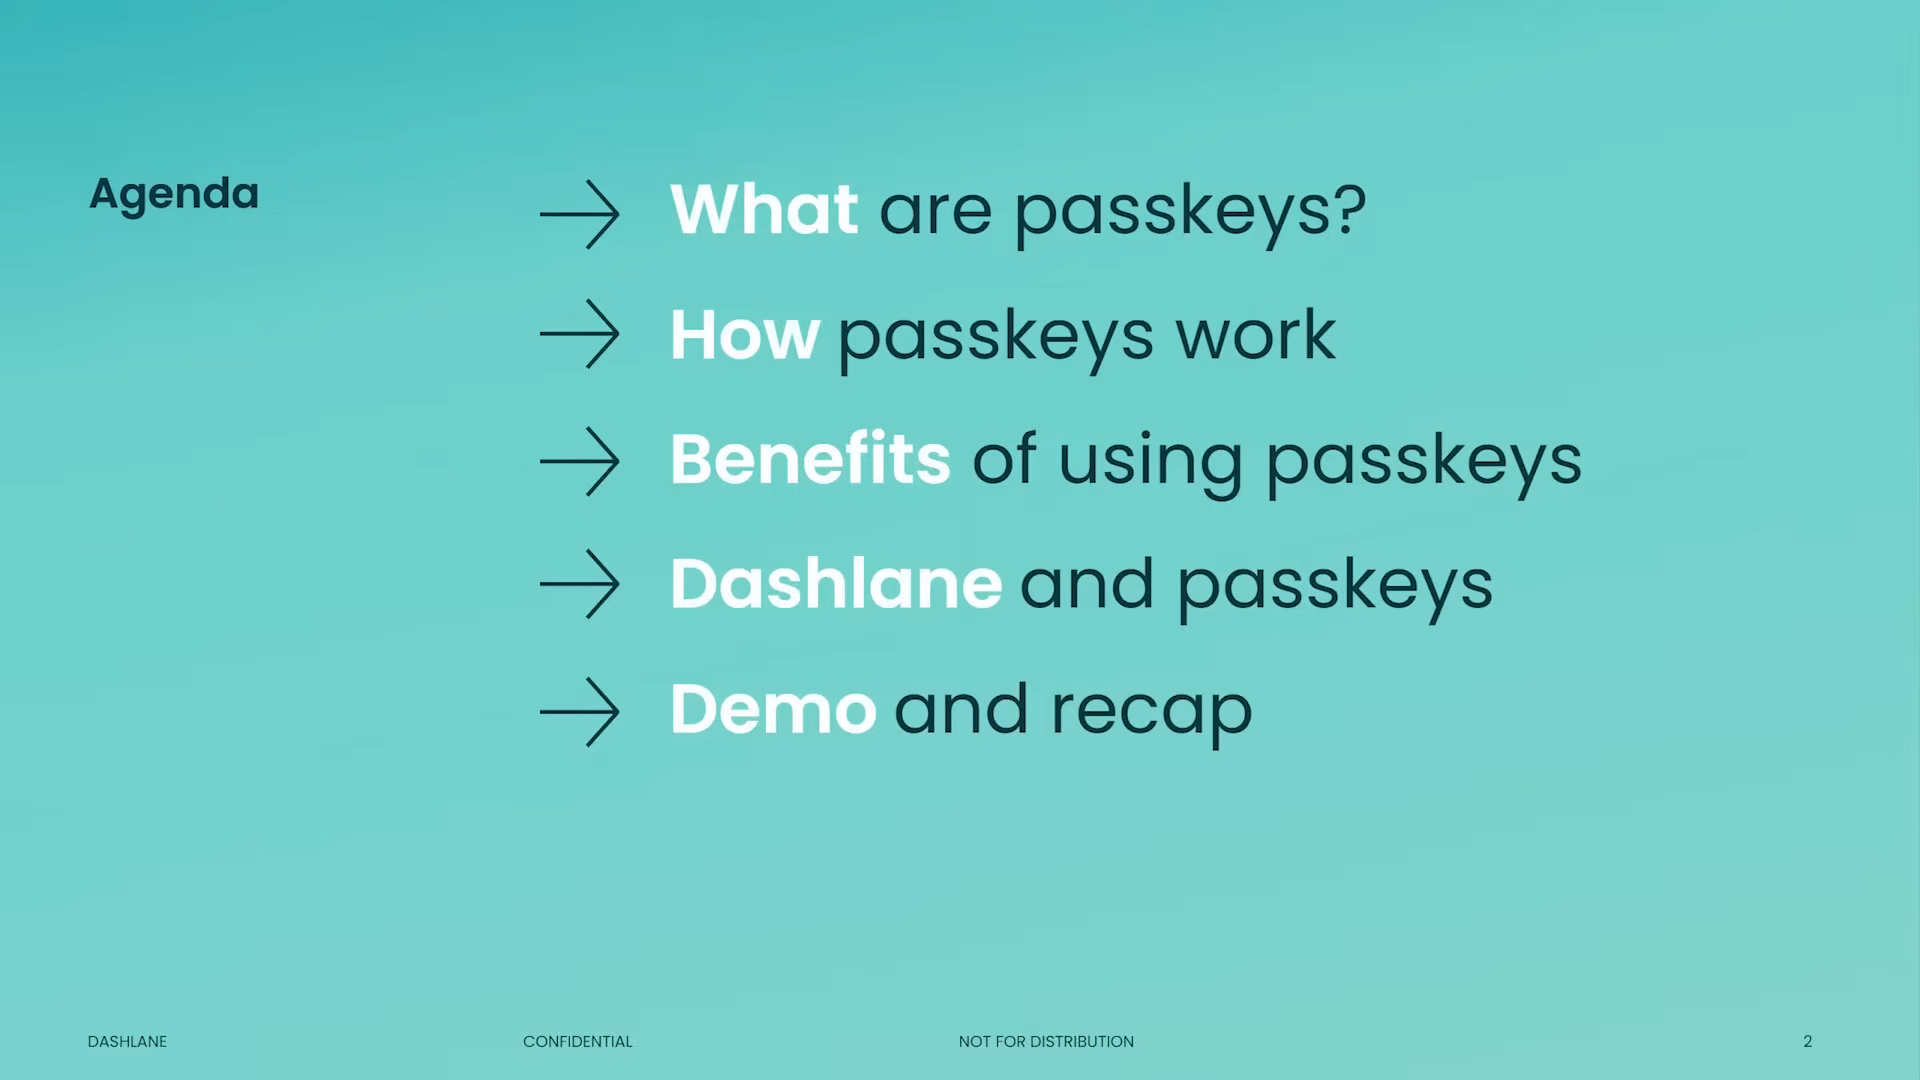 Agenda
What are passkeys?
How passkeys work
Benefits of using passkeys
Dashlane and passkeys
Demo and recap
DASHLANE
CONFIDENTIAL
NOT FOR DISTRIBUTION
2